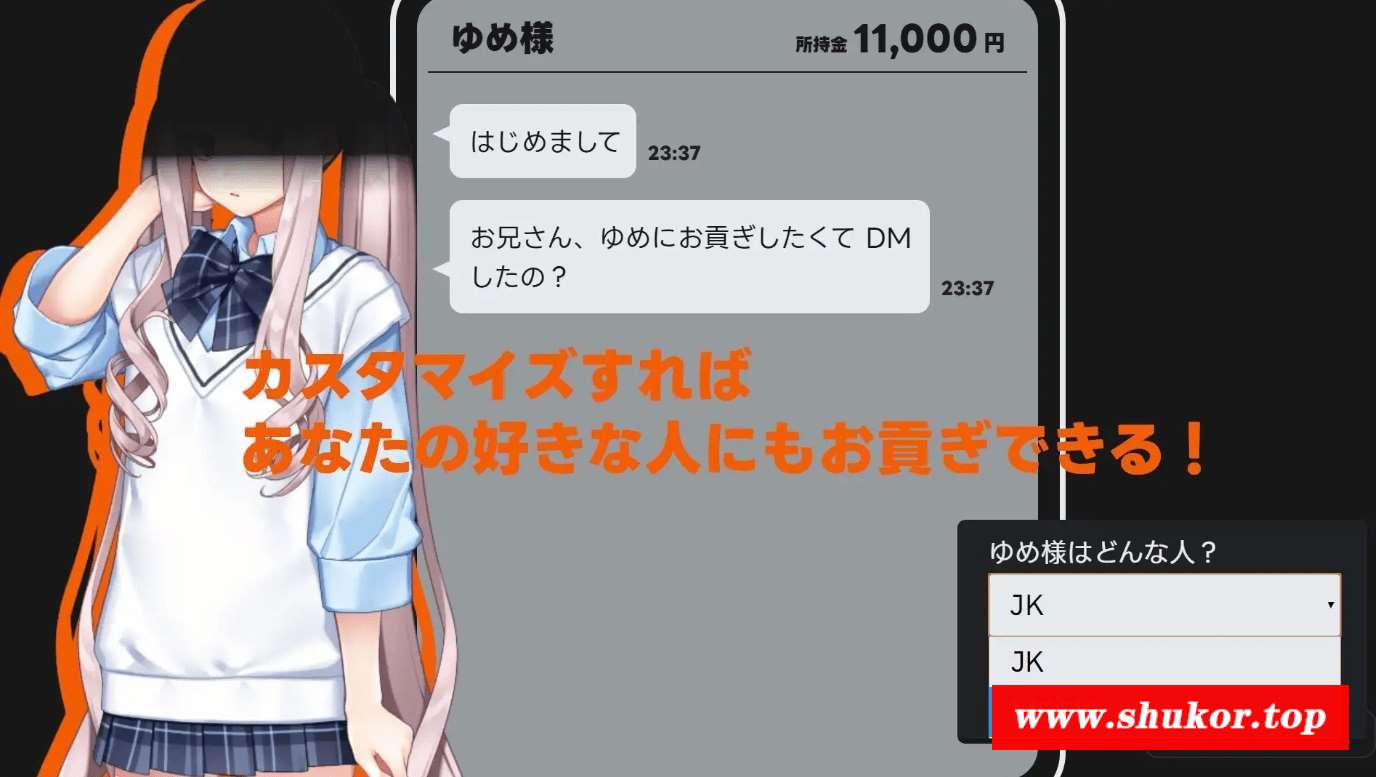 ゆめ様
所持金 11,000 円
はじめまして
23:37
お兄さん、ゆめにお貢ぎしたくて DM
したの？
23:37
カスタマイズすれば
あなたの好きな人にもお貢ぎできる！
ゆめ様はどんな人？
JK
JK
www.shukor.top